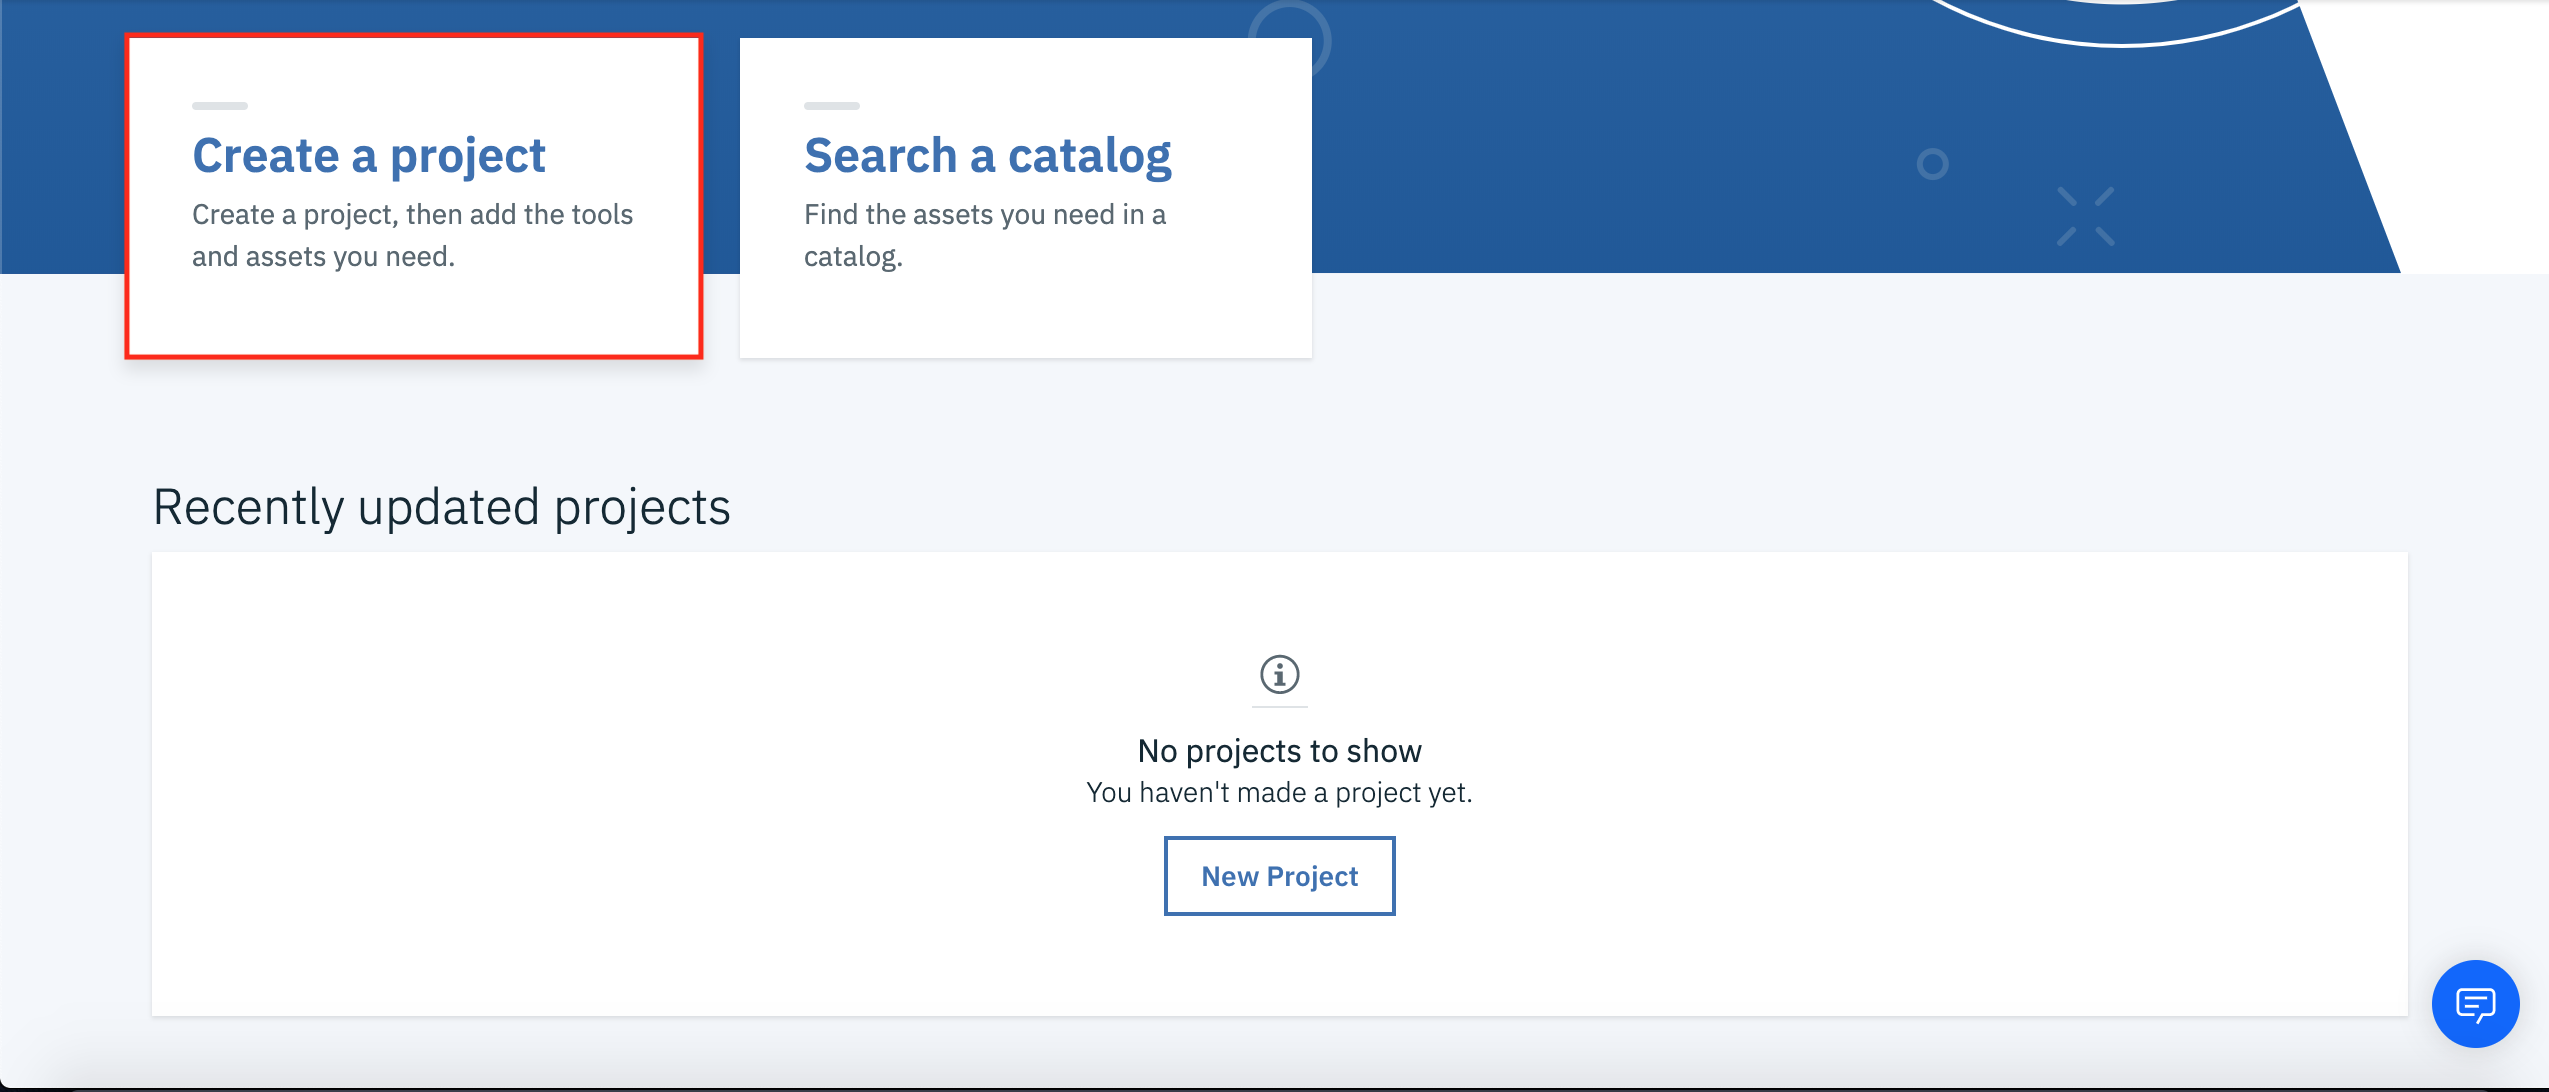 Create a project
Create a project, then add the tools
and assets you need.
Search a catalog
Find the assets you need in a
catalog.
Recently updated projects
No projects to show
You haven't made a project yet.
New Project